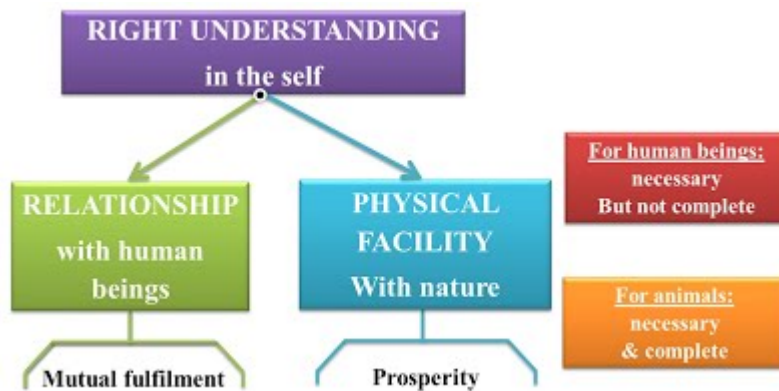 RIGHT UNDERSTANDING
in the self
RELATIONSHIP
with human
beings
PHYSICAL
FACILITY
With nature
For human beings:
necessary
But not complete
For animals:
necessary
& complete
Mutual fulfilment
Prosperity